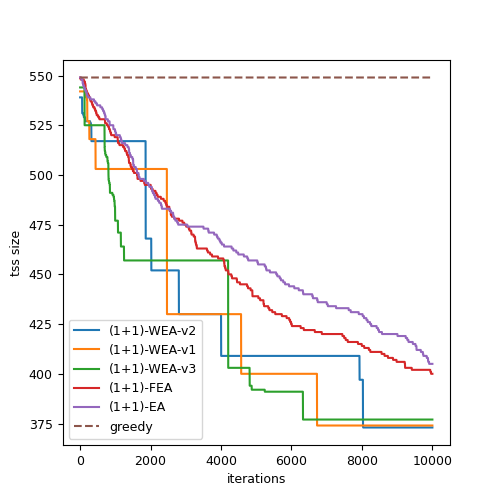 550
525
500
475
450
425
400
375
tss size
(1+1)-WEA-v2
(1+1)-WEA-v1
(1+1)-WEA-v3
(1+1)-FEA
(1+1)-EA
greedy
0 2000 4000 6000 8000 10000
iterations